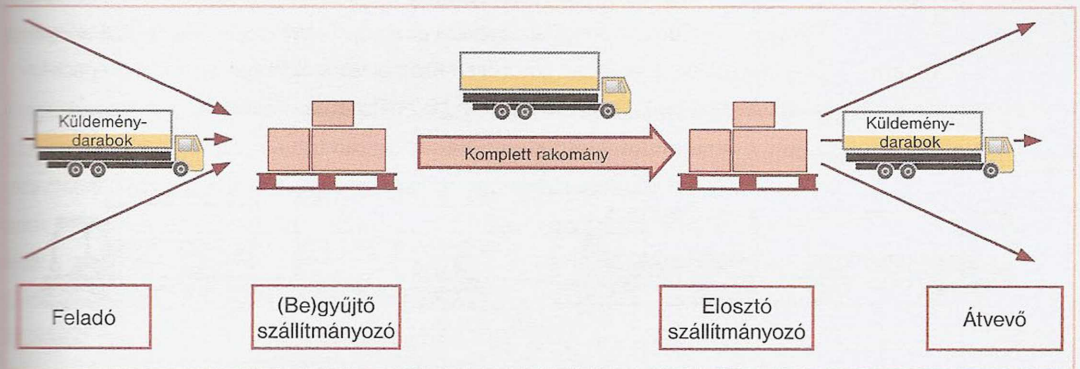 Küldemény-
darabok
Komplett rakomány
Küldemény-
darabok
Feladó
(Be)gyűjtő
szállítmányozó
Elosztó
szállítmányozó
Átvevő